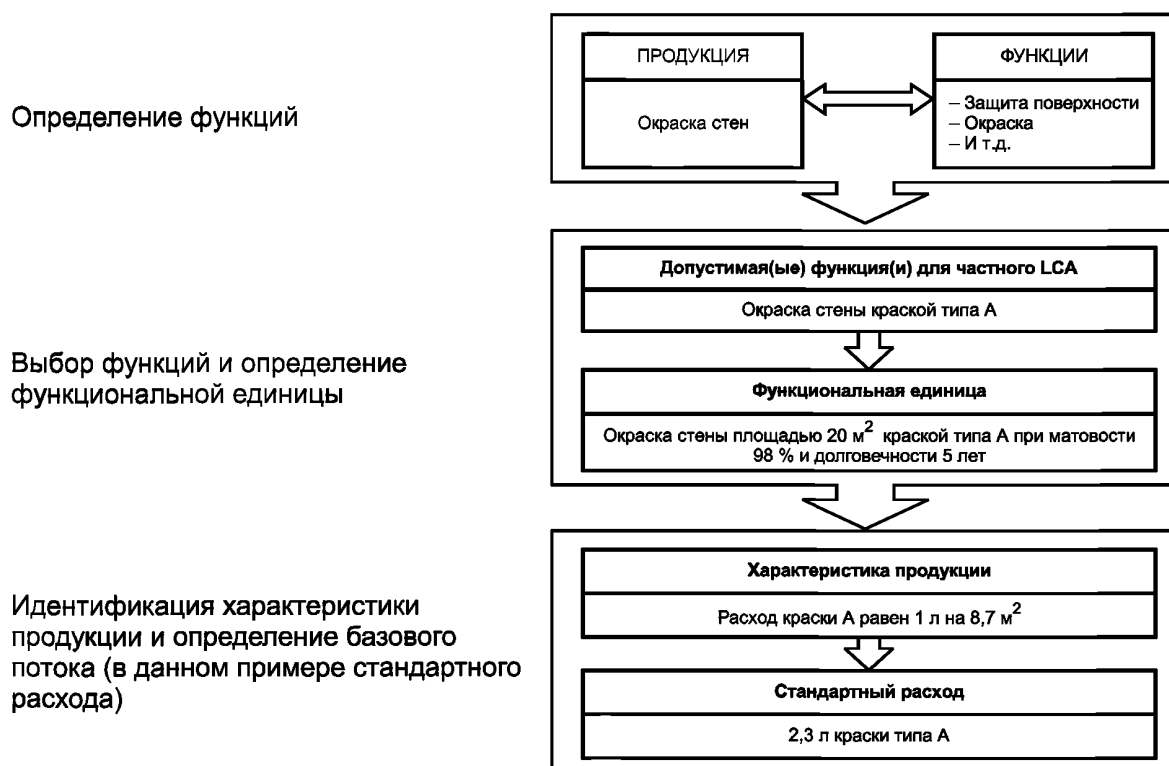 Определение функций
ПРОДУКЦИЯ
Окраска стен
ФУНКЦИИ
– Защита поверхности
– Окраска
– И т.д.
Выбор функций и определение
функциональной единицы
Допустимая(ые) функция(и) для частного LCA
Окраска стены краской типа А
Функциональная единица
Окраска стены площадью 20 м² краской типа А при матовости
98 % и долговечности 5 лет
Идентификация характеристики
продукции и определение базового
потока (в данном примере стандартного
расхода)
Характеристика продукции
Расход краски А равен 1 л на 8,7 м²
Стандартный расход
2,3 л краски типа А